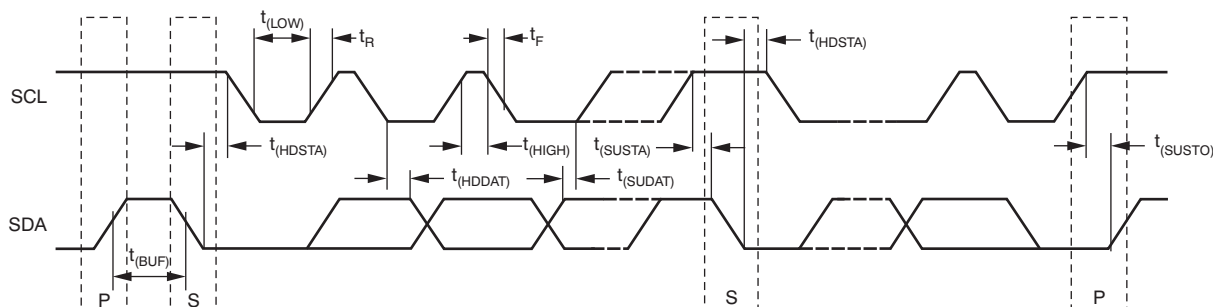 t(LOW)
tR
tF
t(HDSTA)
SCL
t(HDSTA)
t(HIGH)
t(SUSTA)
t(SUSTO)
t(HDDAT)
t(SUDAT)
SDA
t(BUF)
P
S
S
P